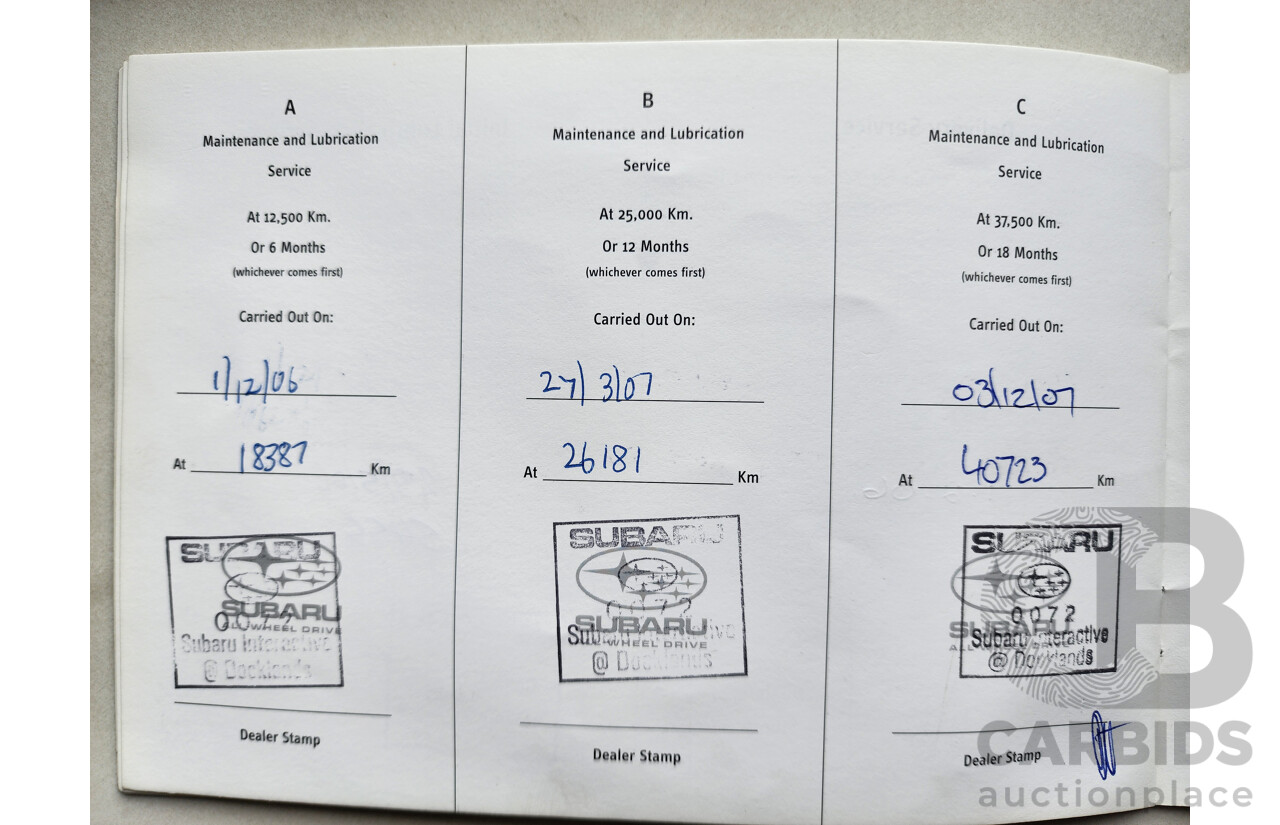 A
Maintenance and Lubrication
Service
At 12,500 Km.
Or 6 Months
(whichever comes first)
Carried Out On:
1/12/06
At 18387 Km
SUBARU
SUBARU
WHEEL DRIVE
Subaru Interactive
@ Docklands
Dealer Stamp
B
Maintenance and Lubrication
Service
At 25,000 Km.
Or 12 Months
(whichever comes first)
Carried Out On:
27/3/07
At 26181 Km
SUBARU
0072
SUBARU
WHEEL DRIVE
@ Docklands
Dealer Stamp
C
Maintenance and Lubrication
Service
At 37,500 Km.
Or 18 Months
(whichever comes first)
Carried Out On:
03/12/07
At 40723 Km
SUBARU
0072
Subaru Interactive
@ Docklands
Dealer Stamp
B
CARBIDS
auctionplace